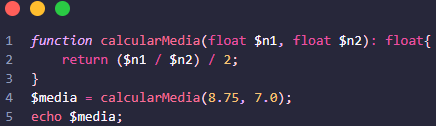 1 function calcularMedia(float $n1, float $n2): float{
2     return ($n1 / $n2) / 2;
3 }
4 $media = calcularMedia(8.75, 7.0);
5 echo $media;